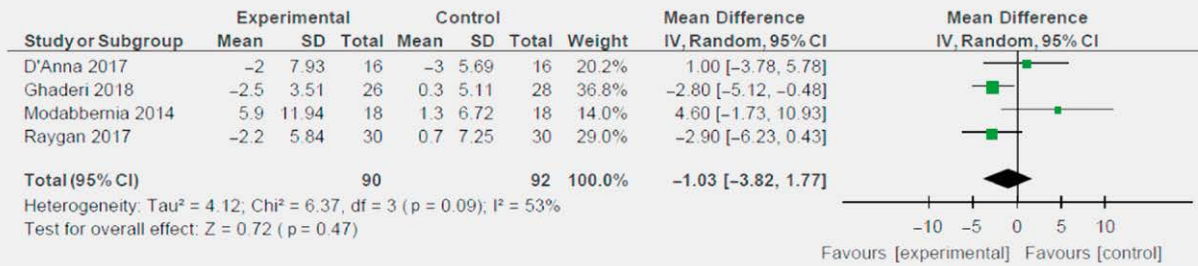 Experimental Control Mean Difference Mean Difference
Study or Subgroup Mean SD Total Mean SD Total Weight IV, Random, 95% CI IV, Random, 95% CI
D'Anna 2017 −2 7.93 16 −3 5.69 16 20.2% 1.00 [−3.78, 5.78]
Ghaderi 2018 −2.5 3.51 26 0.3 5.11 28 36.8% −2.80 [−5.12, −0.48]
Modabbernia 2014 5.9 11.94 18 1.3 6.72 18 14.0% 4.60 [−1.73, 10.93]
Raygan 2017 −2.2 5.84 30 0.7 7.25 30 29.0% −2.90 [−6.23, 0.43]
Total (95% CI) 90 92 100.0% −1.03 [−3.82, 1.77]
Heterogeneity: Tau² = 4.12; Chi² = 6.37, df = 3 ( p = 0.09); I² = 53%
Test for overall effect: Z = 0.72 ( p = 0.47)
−10 −5 0 5 10
Favours [experimental] Favours [control]